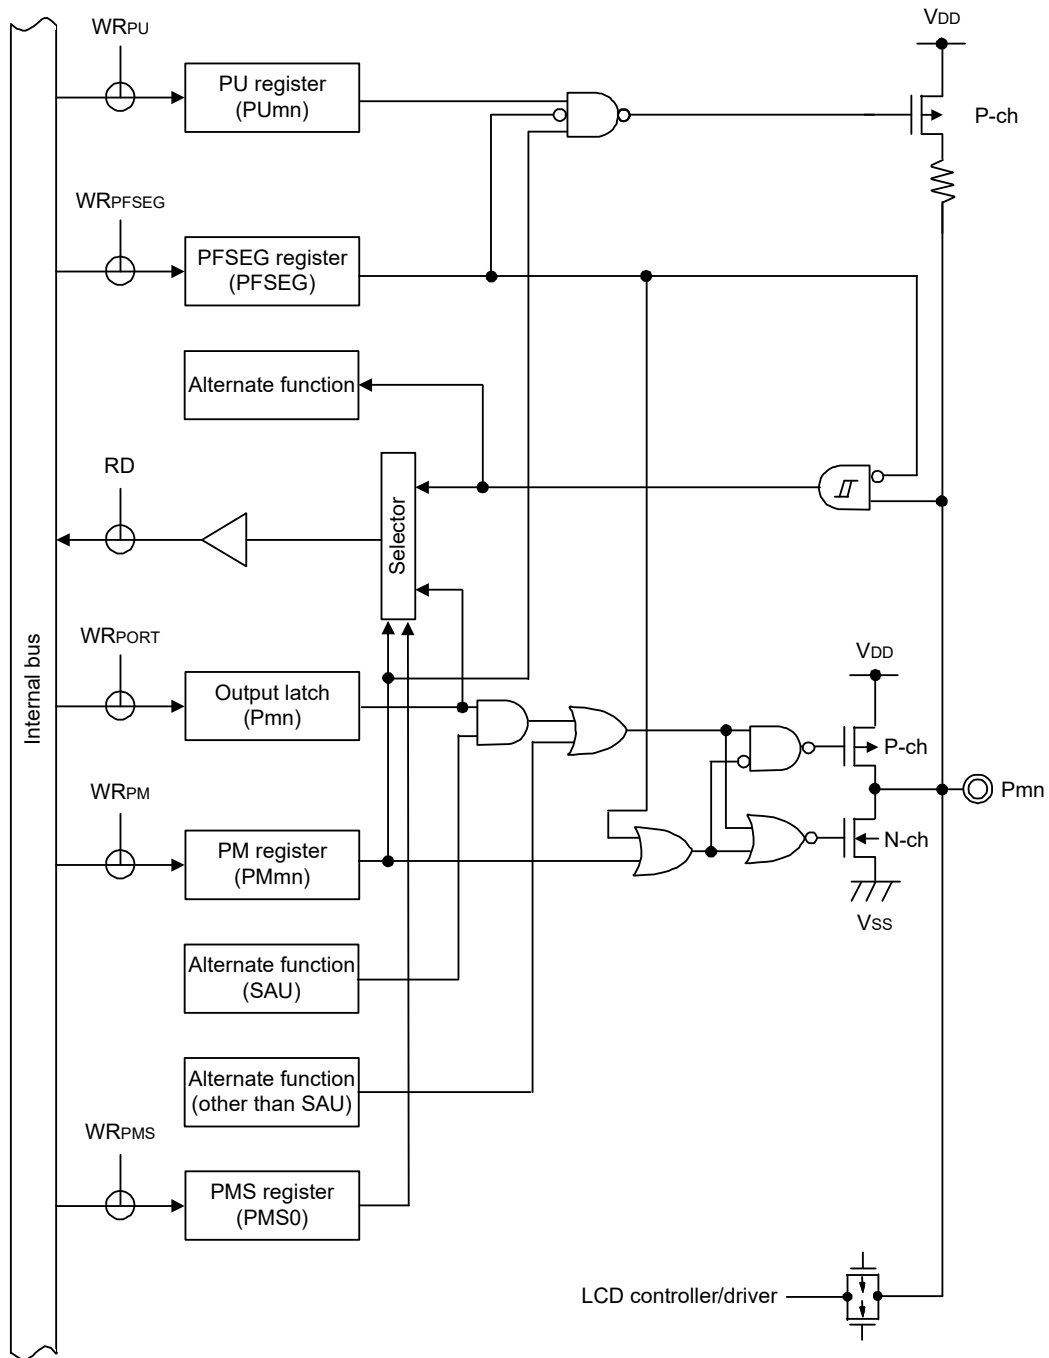 WRPU
VDD
PU register
(PUmn)
P-ch
WRPFSEG
PFSEG register
(PFSEG)
Alternate function
RD
Selector
Internal bus
WRPORT
VDD
Output latch
(Pmn)
P-ch
WRPM
Pmn
PM register
(PMmn)
N-ch
VSS
Alternate function
(SAU)
Alternate function
(other than SAU)
WRPMS
PMS register
(PMS0)
LCD controller/driver